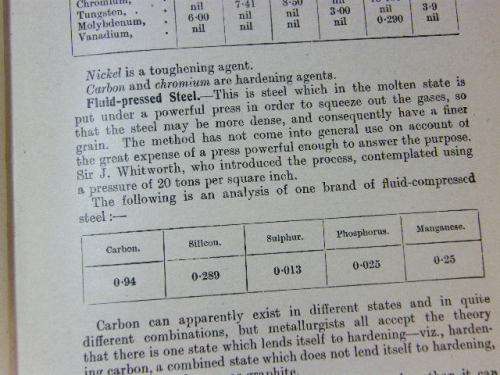 Chromium, nil 7·41 8·50 nil
Tungsten, nil nil nil 3·00 3·9
Molybdenum, 6·00 nil nil nil nil
Vanadium, nil nil nil 0·290 nil
Nickel is a toughening agent.
Carbon and chromium are hardening agents.
Fluid-pressed Steel.—This is steel which in the molten state is
put under a powerful press in order to squeeze out the gases, so
that the steel may be more dense, and consequently have a finer
grain. The method has not come into general use on account of
the great expense of a press powerful enough to answer the purpose.
Sir J. Whitworth, who introduced the process, contemplated using
a pressure of 20 tons per square inch.
The following is an analysis of one brand of fluid-compressed
steel :—
Carbon. Silicon. Sulphur. Phosphorus. Manganese.
0·94 0·289 0·013 0·025 0·25
Carbon can apparently exist in different states and in quite
different combinations, but metallurgists all accept the theory
that there is one state which lends itself to hardening—viz., harden-
ing carbon, a combined state which does not lend itself to hardening,
graphite. can